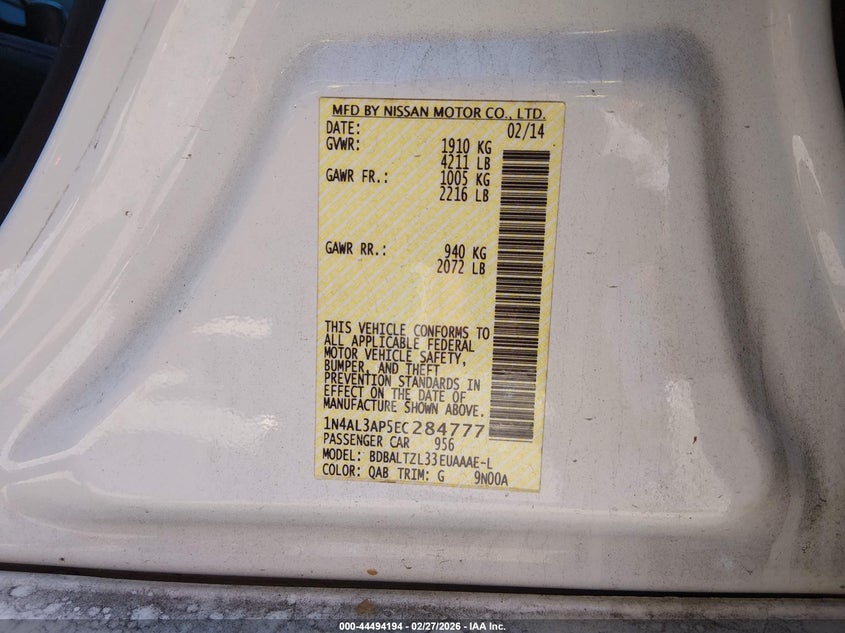 MFD BY NISSAN MOTOR CO., LTD.
DATE: 02/14
GVWR: 1910 KG
4211 LB
GAWR FR.: 1005 KG
2216 LB
GAWR RR.: 940 KG
2072 LB
THIS VEHICLE CONFORMS TO
ALL APPLICABLE FEDERAL
MOTOR VEHICLE SAFETY,
BUMPER, AND THEFT
PREVENTION STANDARDS IN
EFFECT ON THE DATE OF
MANUFACTURE SHOWN ABOVE.
1N4AL3AP5EC284777
PASSENGER CAR 956
MODEL: BDBALTZL33EUAAAE-L
COLOR: QAB TRIM: G 9N00A
000-44494194 - 02/27/2026 - IAA Inc.